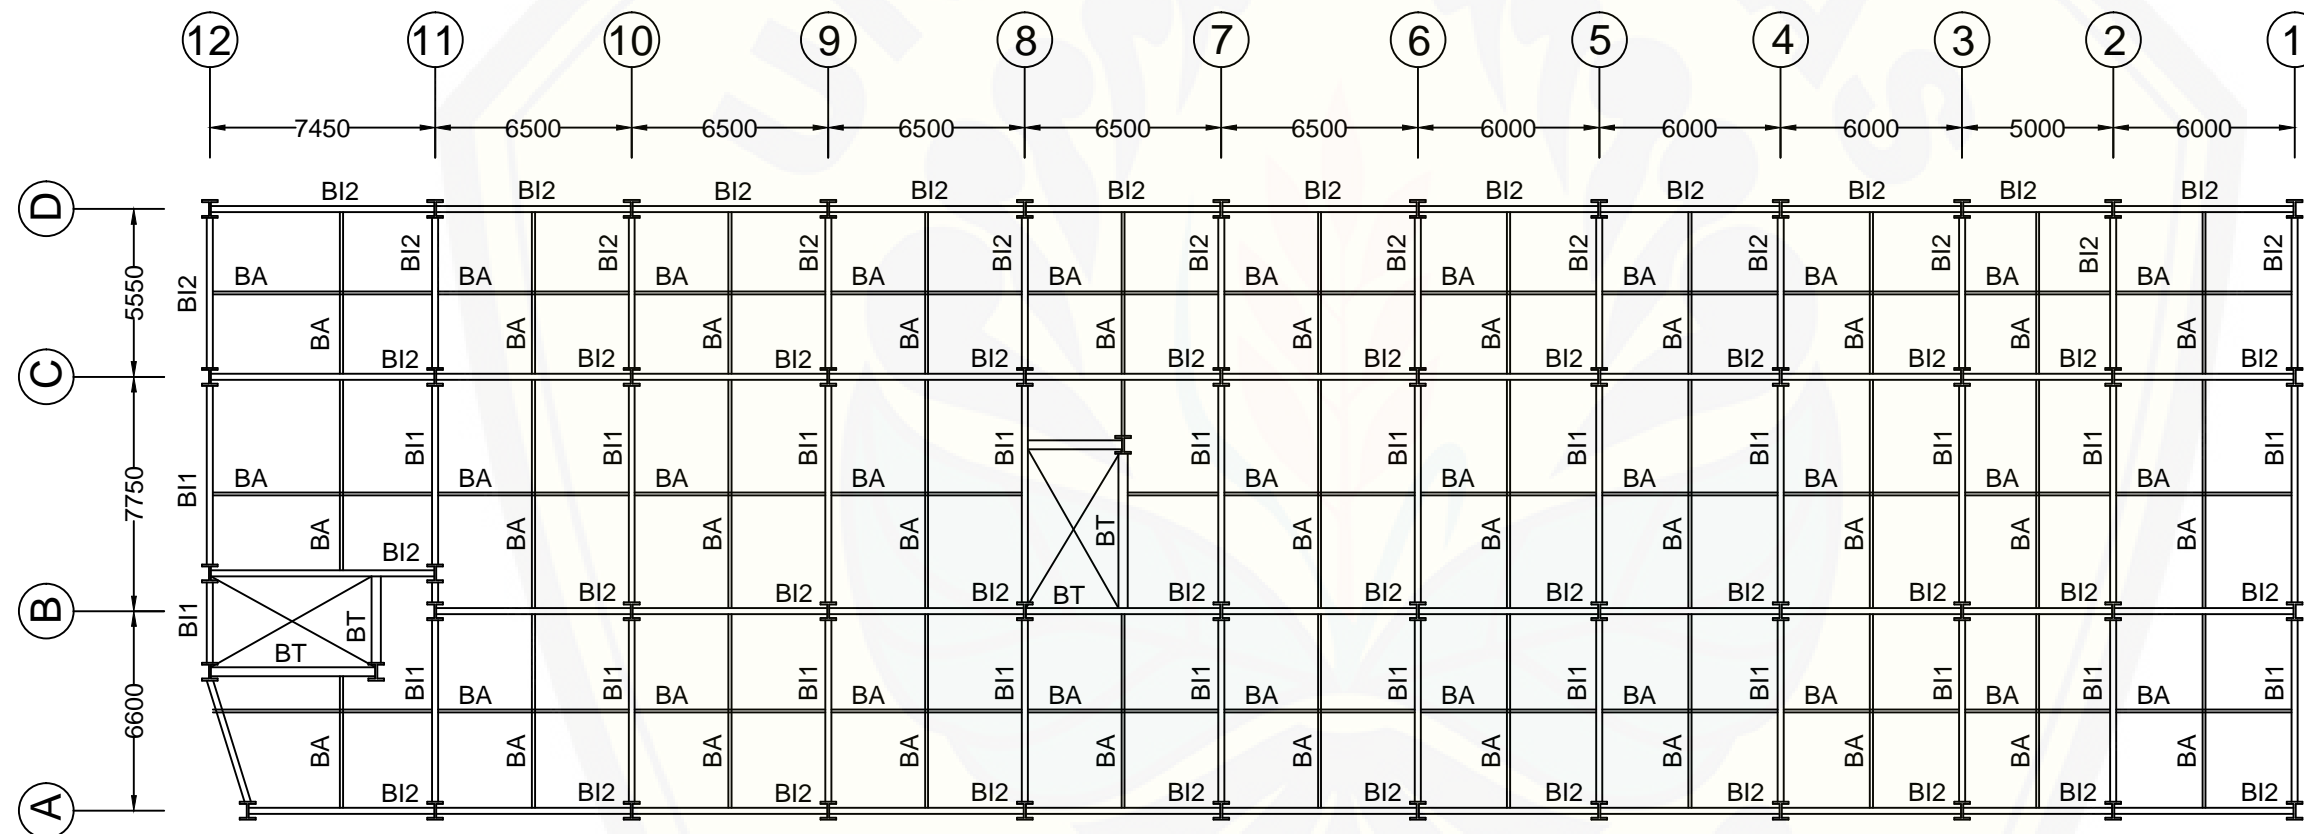 12 11 10 9 8 7 6 5 4 3 2 1
7450 6500 6500 6500 6500 6500 6000 6000 6000 5000 6000
D
BI2 BI2 BI2 BI2 BI2 BI2 BI2 BI2 BI2 BI2 BI2
BI2 BI2 BI2 BI2 BI2 BI2 BI2 BI2 BI2 BI2 BI2
BI2 BA BA BA BA BA BA BA BA BA BA BA
5550
BA BA BA BA BA BA BA BA BA BA BA
BI2 BI2 BI2 BI2 BI2 BI2 BI2 BI2 BI2 BI2 BI2
C
BI1 BI1 BI1 BI1 BI1 BI1 BI1 BI1 BI1 BI1 BI1
BI1 BA BA BA BA BA BA BA BA BA BA
7750
BA BA BA BA BT BA BA BA BA BA BA
BI2
BI2 BI2 BI2 BT BI2 BI2 BI2 BI2 BI2 BI2 BI2
B
BI1 BT
BT
BI1 BI1 BI1 BI1 BI1 BI1 BI1 BI1 BI1 BI1 BI1
BA BA BA BA BA BA BA BA BA BA
6600
BA BA BA BA BA BA BA BA BA BA BA
BI2 BI2 BI2 BI2 BI2 BI2 BI2 BI2 BI2 BI2 BI2
A